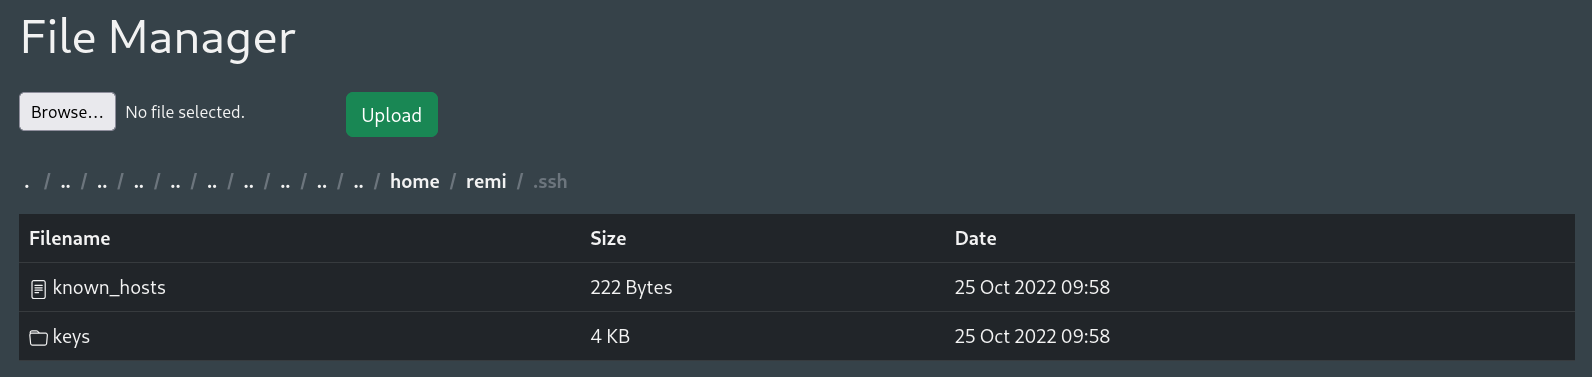 File Manager
Browse... No file selected. Upload
. / .. / .. / .. / .. / .. / .. / .. / .. / .. / home / remi / .ssh
Filename Size Date
known_hosts 222 Bytes 25 Oct 2022 09:58
keys 4 KB 25 Oct 2022 09:58